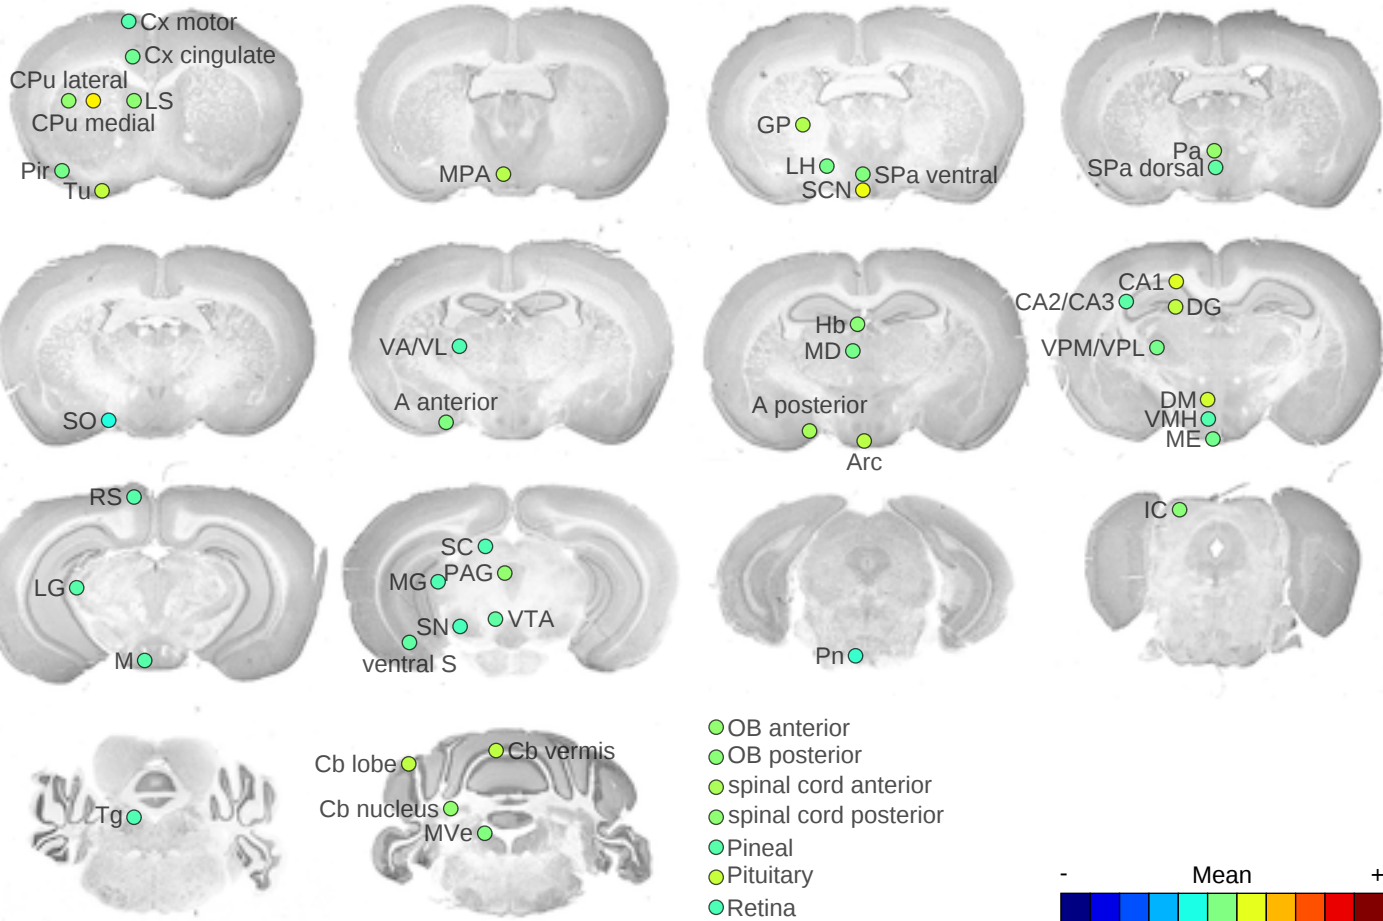 Cx motor
Cx cingulate
CPu lateral
LS
CPu medial
Pir
Tu
MPA
GP
LH
SPa ventral
SCN
Pa
SPa dorsal
SO
VA/VL
A anterior
Hb
MD
A posterior
Arc
CA1
CA2/CA3
DG
VPM/VPL
DM
VMH
ME
RS
LG
M
SC
PAG
MG
VTA
SN
ventral S
Pn
IC
Tg
Cb vermis
Cb lobe
Cb nucleus
MVe
OB anterior
OB posterior
spinal cord anterior
spinal cord posterior
Pineal
Pituitary
Retina
- Mean +